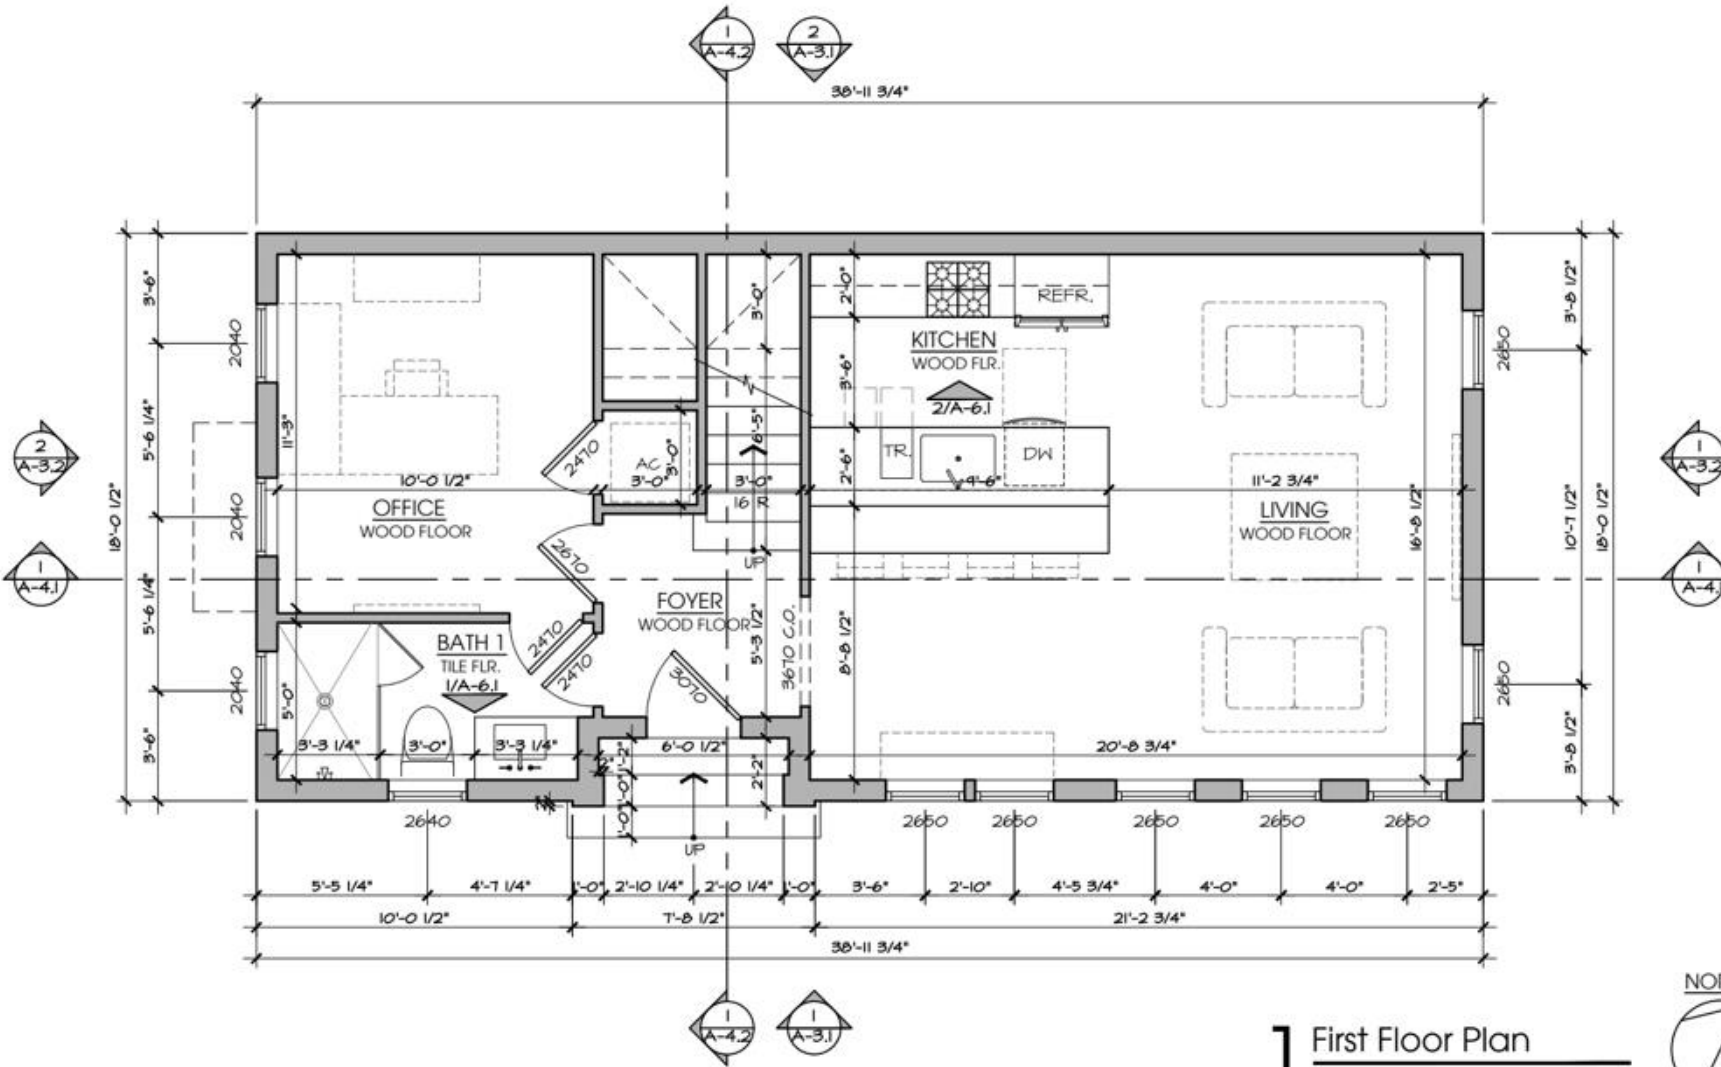 1
A-4.2
2
A-3.1
38'-11 3/4"
3'-6"
2040
5'-6 1/4"
18'-0 1/2"
2040
5'-6 1/4"
2040
3'-6"
2
A-3.2
1
A-4.1
11'-3"
10'-0 1/2"
OFFICE
WOOD FLOOR
2470
2670
AC
3'-0"
3'-0"
3'-0"
6'-5"
3'-0"
16 R
UP
FOYER
WOOD FLOOR
5'-3 1/2"
3670 C.O.
3070
2470
2470
BATH 1
TILE FLR.
1/A-6.1
5'-0"
3'-3 1/4"
3'-0"
3'-3 1/4"
6'-0 1/2"
2"
1'-2"
1'-0"
1'-0"
2'-2"
2"
UP
2'-0"
REFR.
KITCHEN
WOOD FLR.
3'-6"
2/A-6.1
TR.
DW
2'-6"
9'-6"
11'-2 3/4"
LIVING
WOOD FLOOR
16'-8 1/2"
8'-8 1/2"
20'-8 3/4"
3'-8 1/2"
2650
10'-7 1/2"
18'-0 1/2"
2650
3'-8 1/2"
1
A-3.2
1
A-4.
2640
2650
2650
2650
2650
2650
5'-5 1/4"
4'-7 1/4"
1'-0"
2'-10 1/4"
2'-10 1/4"
1'-0"
3'-6"
2'-10"
4'-5 3/4"
4'-0"
4'-0"
2'-5"
10'-0 1/2"
7'-8 1/2"
21'-2 3/4"
38'-11 3/4"
1
A-4.2
1
A-3.1
1 First Floor Plan
NO